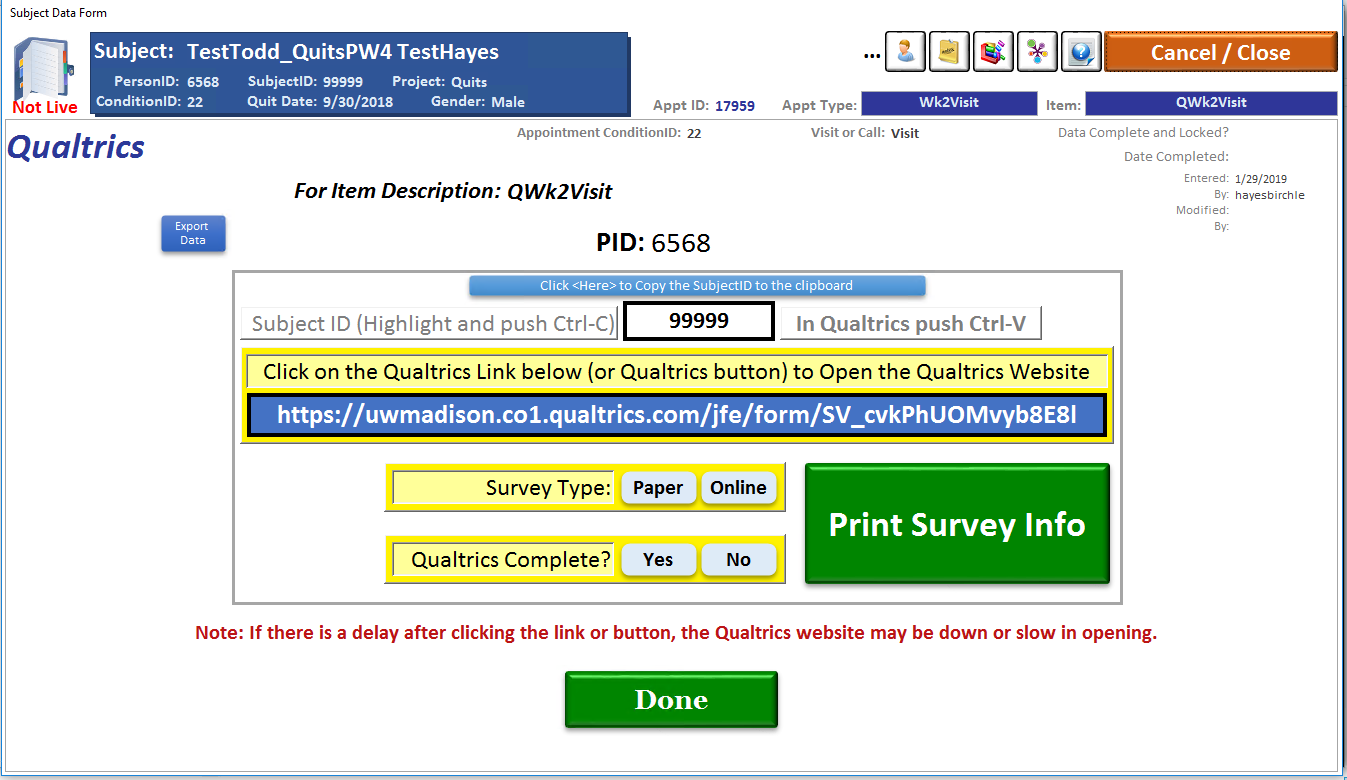 Subject Data Form
Subject: TestTodd_QuitsPW4 TestHayes
PersonID: 6568 SubjectID: 99999 Project: Quits
ConditionID: 22 Quit Date: 9/30/2018 Gender: Male
Not Live
...
Cancel / Close
Appt ID: 17959 Appt Type: Wk2Visit Item: QWk2Visit
Appointment ConditionID: 22 Visit or Call: Visit Data Complete and Locked?
Qualtrics
Date Completed:
Entered: 1/29/2019
By: hayesbirchle
Modified:
By:
For Item Description: QWk2Visit
Export
Data
PID: 6568
Click <Here> to Copy the SubjectID to the clipboard
Subject ID (Highlight and push Ctrl-C) 99999 In Qualtrics push Ctrl-V
Click on the Qualtrics Link below (or Qualtrics button) to Open the Qualtrics Website
https://uwmadison.co1.qualtrics.com/jfe/form/SV_cvkPhUOMvyb8E8l
Survey Type: Paper Online
Print Survey Info
Qualtrics Complete? Yes No
Note: If there is a delay after clicking the link or button, the Qualtrics website may be down or slow in opening.
Done